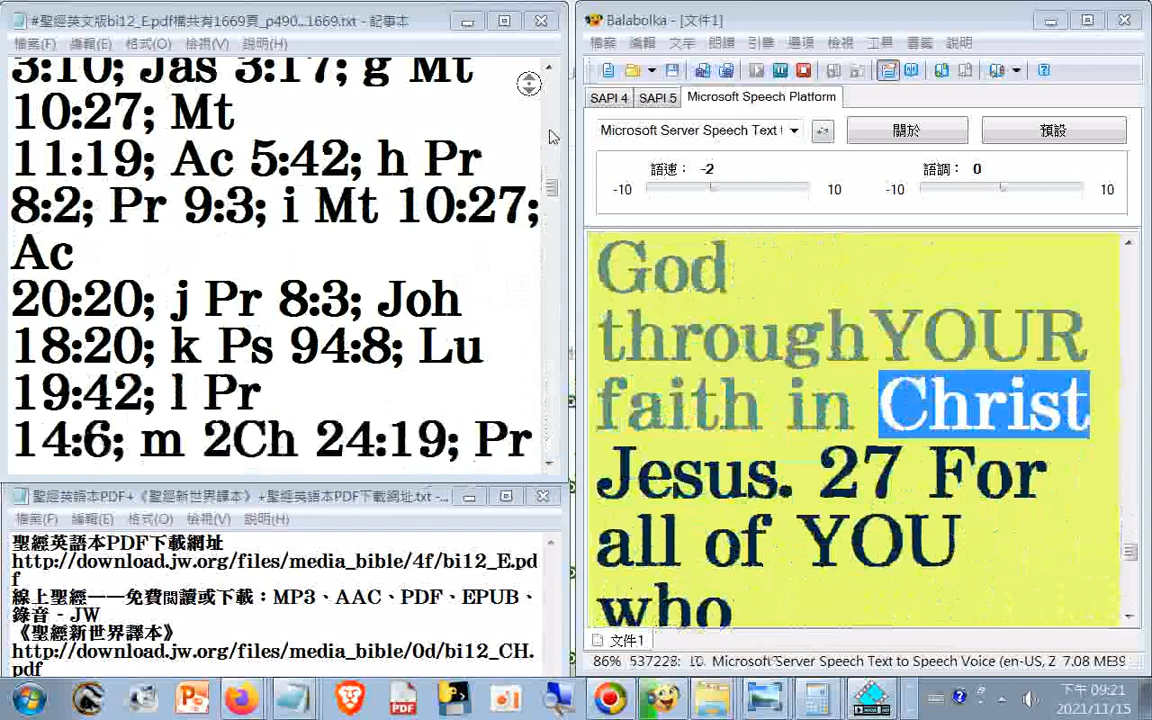 #聖經英文版bi12_E.pdf檔共有1669頁_p490...1669.txt - 記事本
檔案(F) 編輯(E) 格式(O) 檢視(V) 說明(H)
3:10; Jas 3:17; g Mt
10:27; Mt
11:19; Ac 5:42; h Pr
8:2; Pr 9:3; i Mt 10:27;
Ac
20:20; j Pr 8:3; Joh
18:20; k Ps 94:8; Lu
19:42; l Pr
14:6; m 2Ch 24:19; Pr
聖經英語本PDF+《聖經新世界譯本》+聖經英語本PDF下載網址.txt -...
檔案(F) 編輯(E) 格式(O) 檢視(V) 說明(H)
聖經英語本PDF下載網址
http://download.jw.org/files/media_bible/4f/bi12_E.pd
f
線上聖經——免費閱讀或下載：MP3、AAC、PDF、EPUB、
錄音 - JW
《聖經新世界譯本》
http://download.jw.org/files/media_bible/0d/bi12_CH.
pdf
Balabolka - [文件1]
檔案 編輯 文字 朗讀 引擎 選項 檢視 工具 書籤 說明
SAPI 4 SAPI 5 Microsoft Speech Platform
Microsoft Server Speech Text 關於 預設
語速： -2 語調： 0
-10 10 -10 10
God
through YOUR
faith in Christ
Jesus. 27 For
all of YOU
who
文件1
86% 537228: 10. Microsoft Server Speech Text to Speech Voice (en-US, Z 7.08 MB
PDF
下午 09:21
2021/11/15